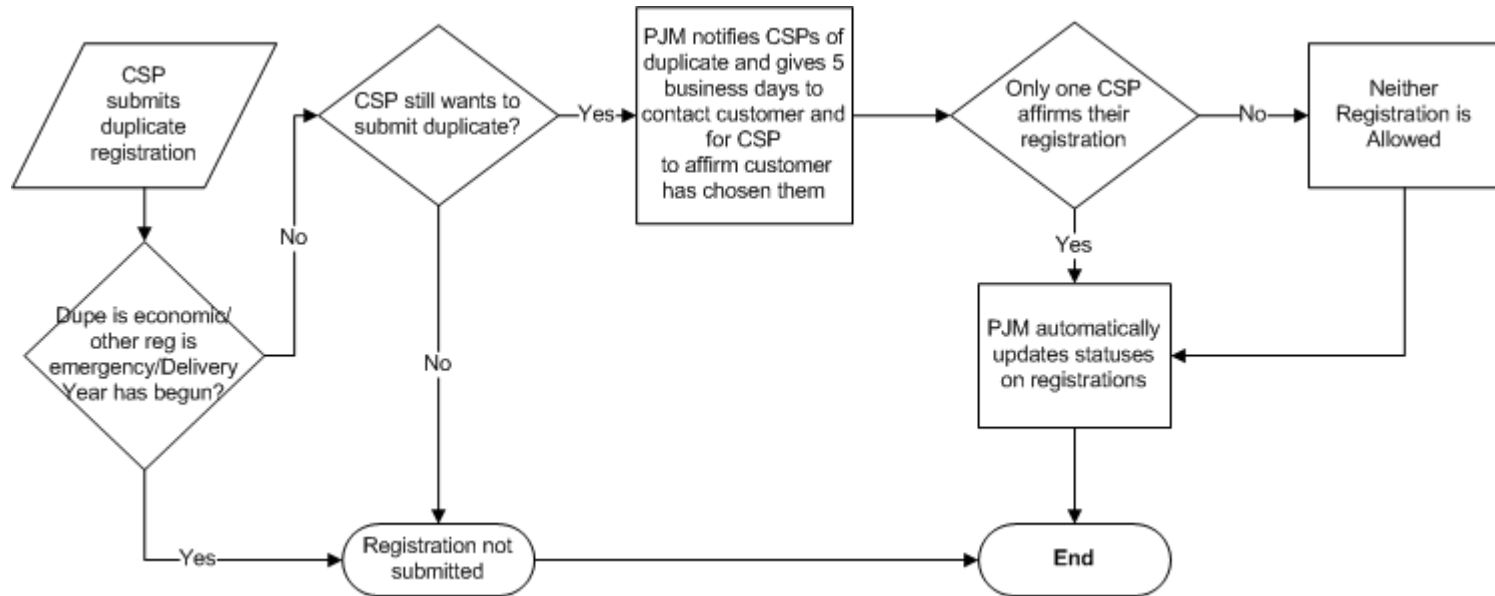 CSP
submits
duplicate
registration
Dupe is economic/
other reg is
emergency/Delivery
Year has begun?
No
Yes
CSP still wants to
submit duplicate?
Yes
No
Registration not
submitted
PJM notifies CSPs of
duplicate and gives 5
business days to
contact customer and
for CSP
to affirm customer
has chosen them
Only one CSP
affirms their
registration
No
Yes
Neither
Registration is
Allowed
PJM automatically
updates statuses
on registrations
End